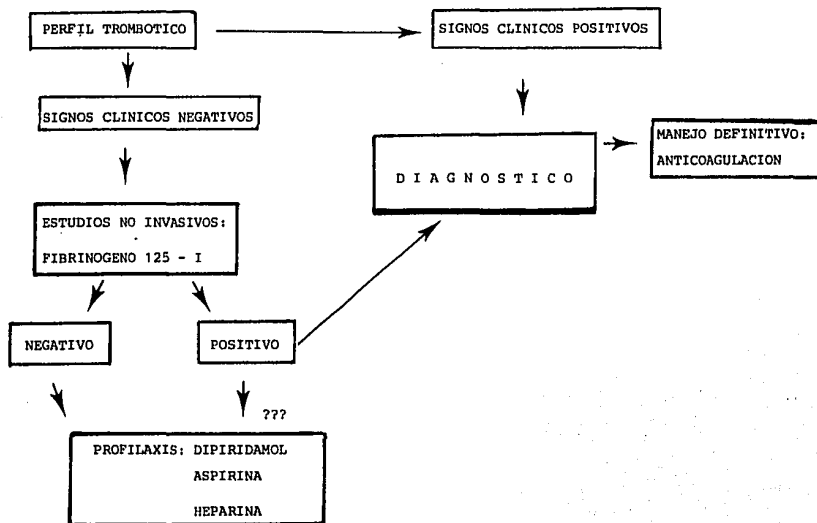 PERFIL TROMBOTICO
SIGNOS CLINICOS POSITIVOS
SIGNOS CLINICOS NEGATIVOS
MANEJO DEFINITIVO:
ANTICOAGULACION
D I A G N O S T I C O
ESTUDIOS NO INVASIVOS:
FIBRINOGENO 125 - I
NEGATIVO
POSITIVO
???
PROFILAXIS: DIPIRIDAMOL
ASPIRINA
HEPARINA